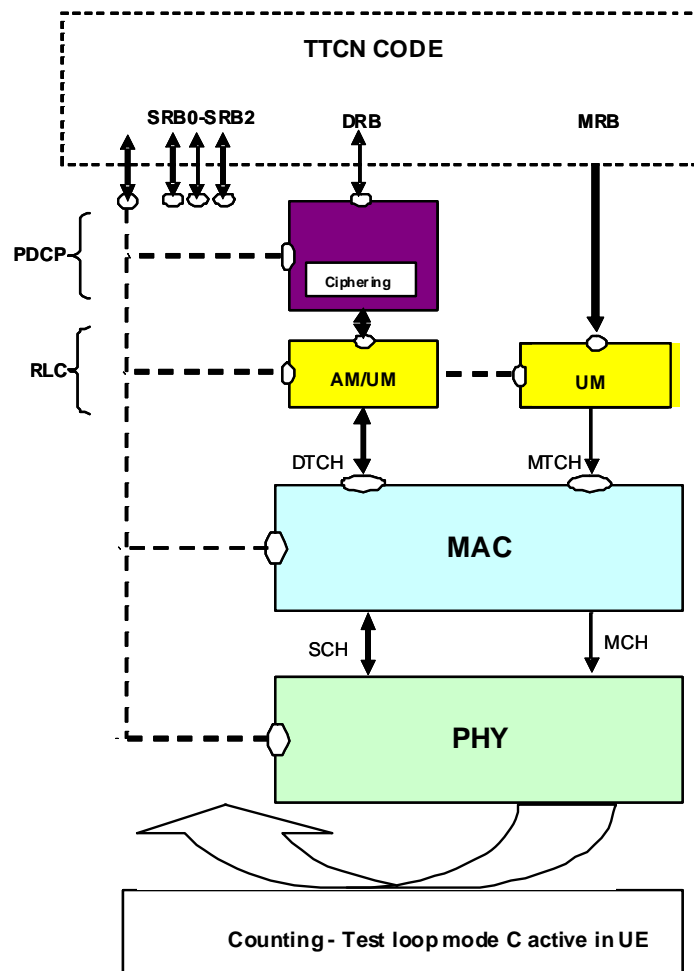 TTCN CODE
SRB0-SRB2
DRB
MRB
PDCP
Ciphering
RLC
AM/UM
UM
DTCH
MTCH
MAC
SCH
MCH
PHY
Counting - Test loop mode C active in UE